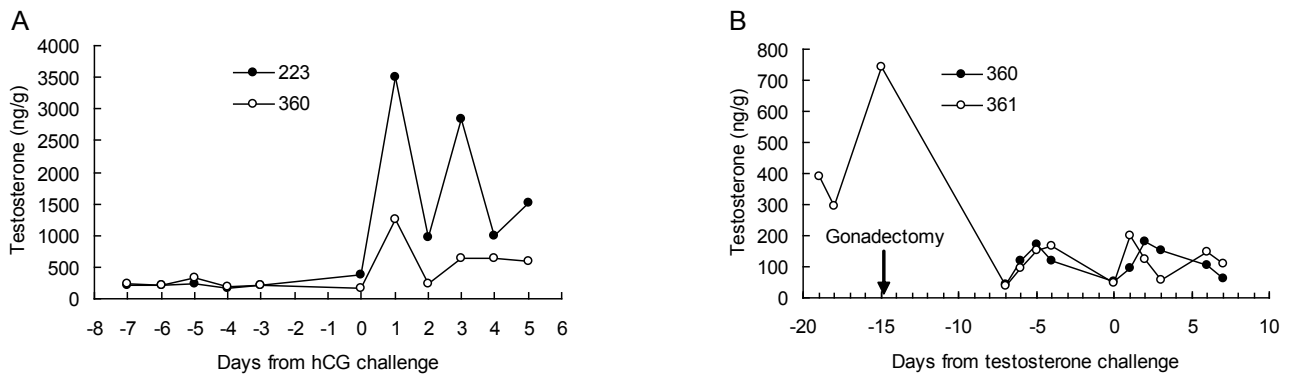 A
Testosterone (ng/g)
4000
3500
3000
2500
2000
1500
1000
500
0
223
360
-8 -7 -6 -5 -4 -3 -2 -1 0 1 2 3 4 5 6
Days from hCG challenge
B
Testosterone (ng/g)
800
700
600
500
400
300
200
100
0
360
361
Gonadectomy
-20 -15 -10 -5 0 5 10
Days from testosterone challenge